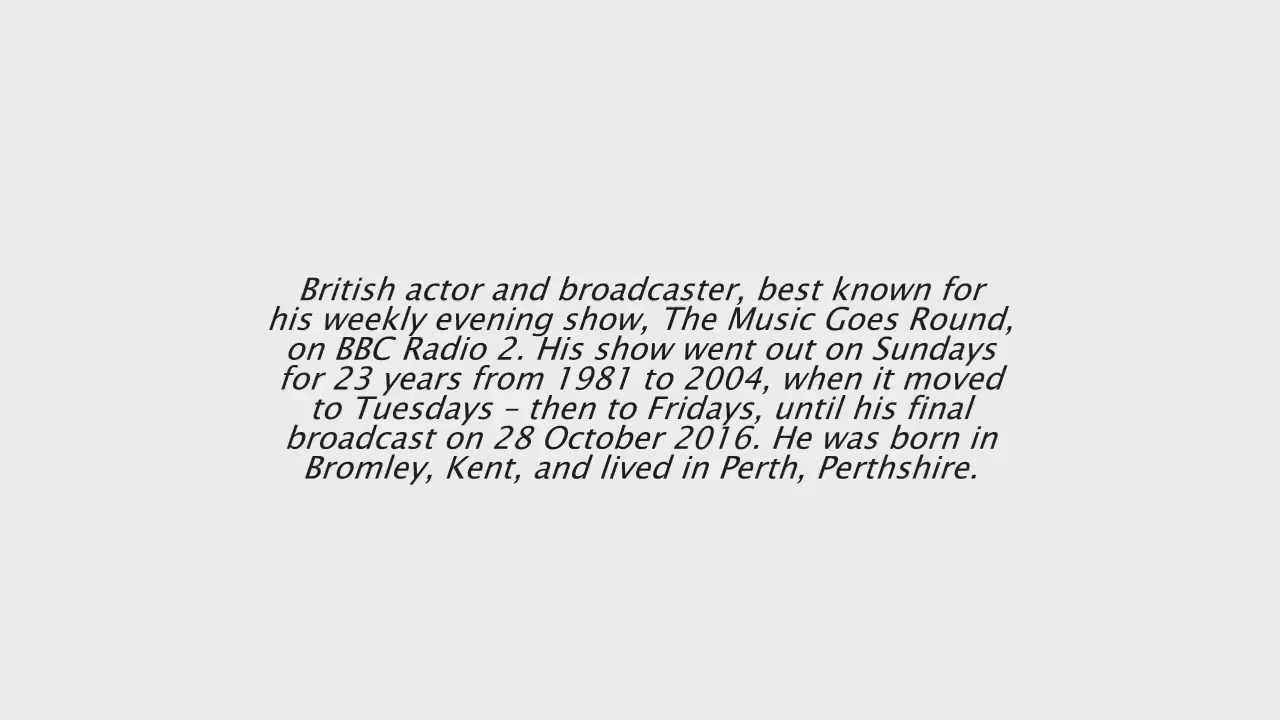 British actor and broadcaster, best known for
his weekly evening show, The Music Goes Round,
on BBC Radio 2. His show went out on Sundays
for 23 years from 1981 to 2004, when it moved
to Tuesdays – then to Fridays, until his final
broadcast on 28 October 2016. He was born in
Bromley, Kent, and lived in Perth, Perthshire.